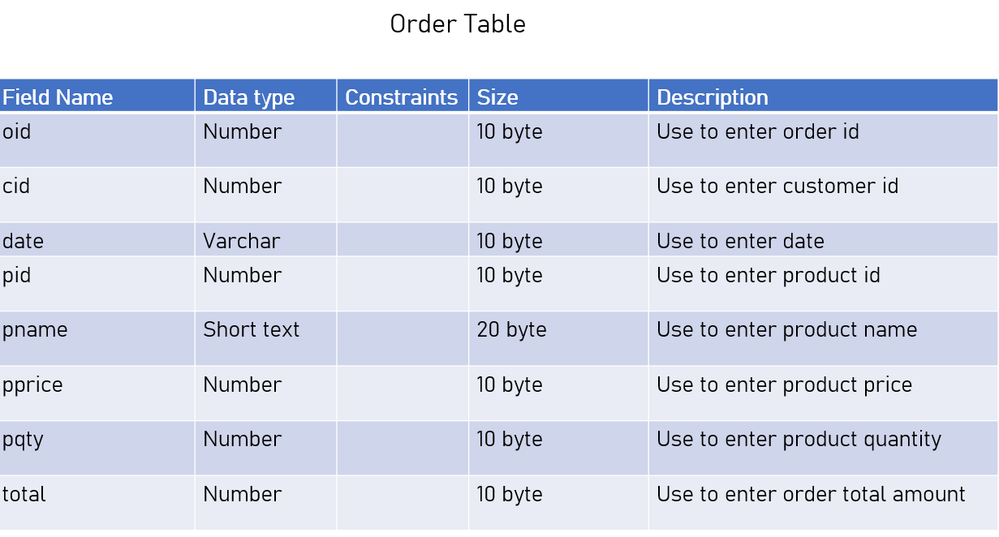 Order Table
Field Name Data type Constraints Size Description
oid Number 10 byte Use to enter order id
cid Number 10 byte Use to enter customer id
date Varchar 10 byte Use to enter date
pid Number 10 byte Use to enter product id
pname Short text 20 byte Use to enter product name
pprice Number 10 byte Use to enter product price
pqty Number 10 byte Use to enter product quantity
total Number 10 byte Use to enter order total amount